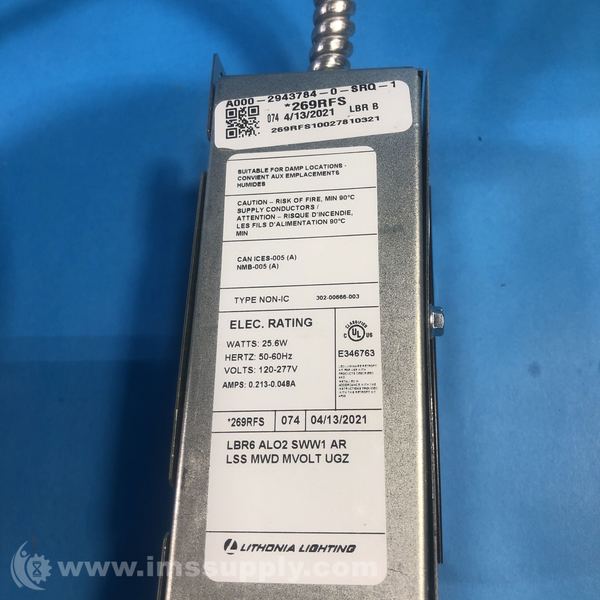 A000-2943784-0-SRQ-1
*269RFS
074 4/13/2021 LBR B
269RFS10027810321
SUITABLE FOR DAMP LOCATIONS -
CONVIENT AUX EMPLACEMENTS
HUMIDES
CAUTION – RISK OF FIRE, MIN 90°C
SUPPLY CONDUCTORS /
ATTENTION – RISQUE D'INCENDIE,
LES FILS D'ALIMENTATION 90°C
MIN
CAN ICES-005 (A)
NMB-005 (A)
TYPE NON-IC 302-00666-003
ELEC. RATING
WATTS: 25.6W
HERTZ: 50-60Hz
VOLTS: 120-277V
AMPS: 0.213-0.048A
CLASSIFIED
C UL US
E346763
*269RFS 074 04/13/2021
LBR6 ALO2 SWW1 AR
LSS MWD MVOLT UGZ
LITHONIA LIGHTING
www.imssupply.com
IMS